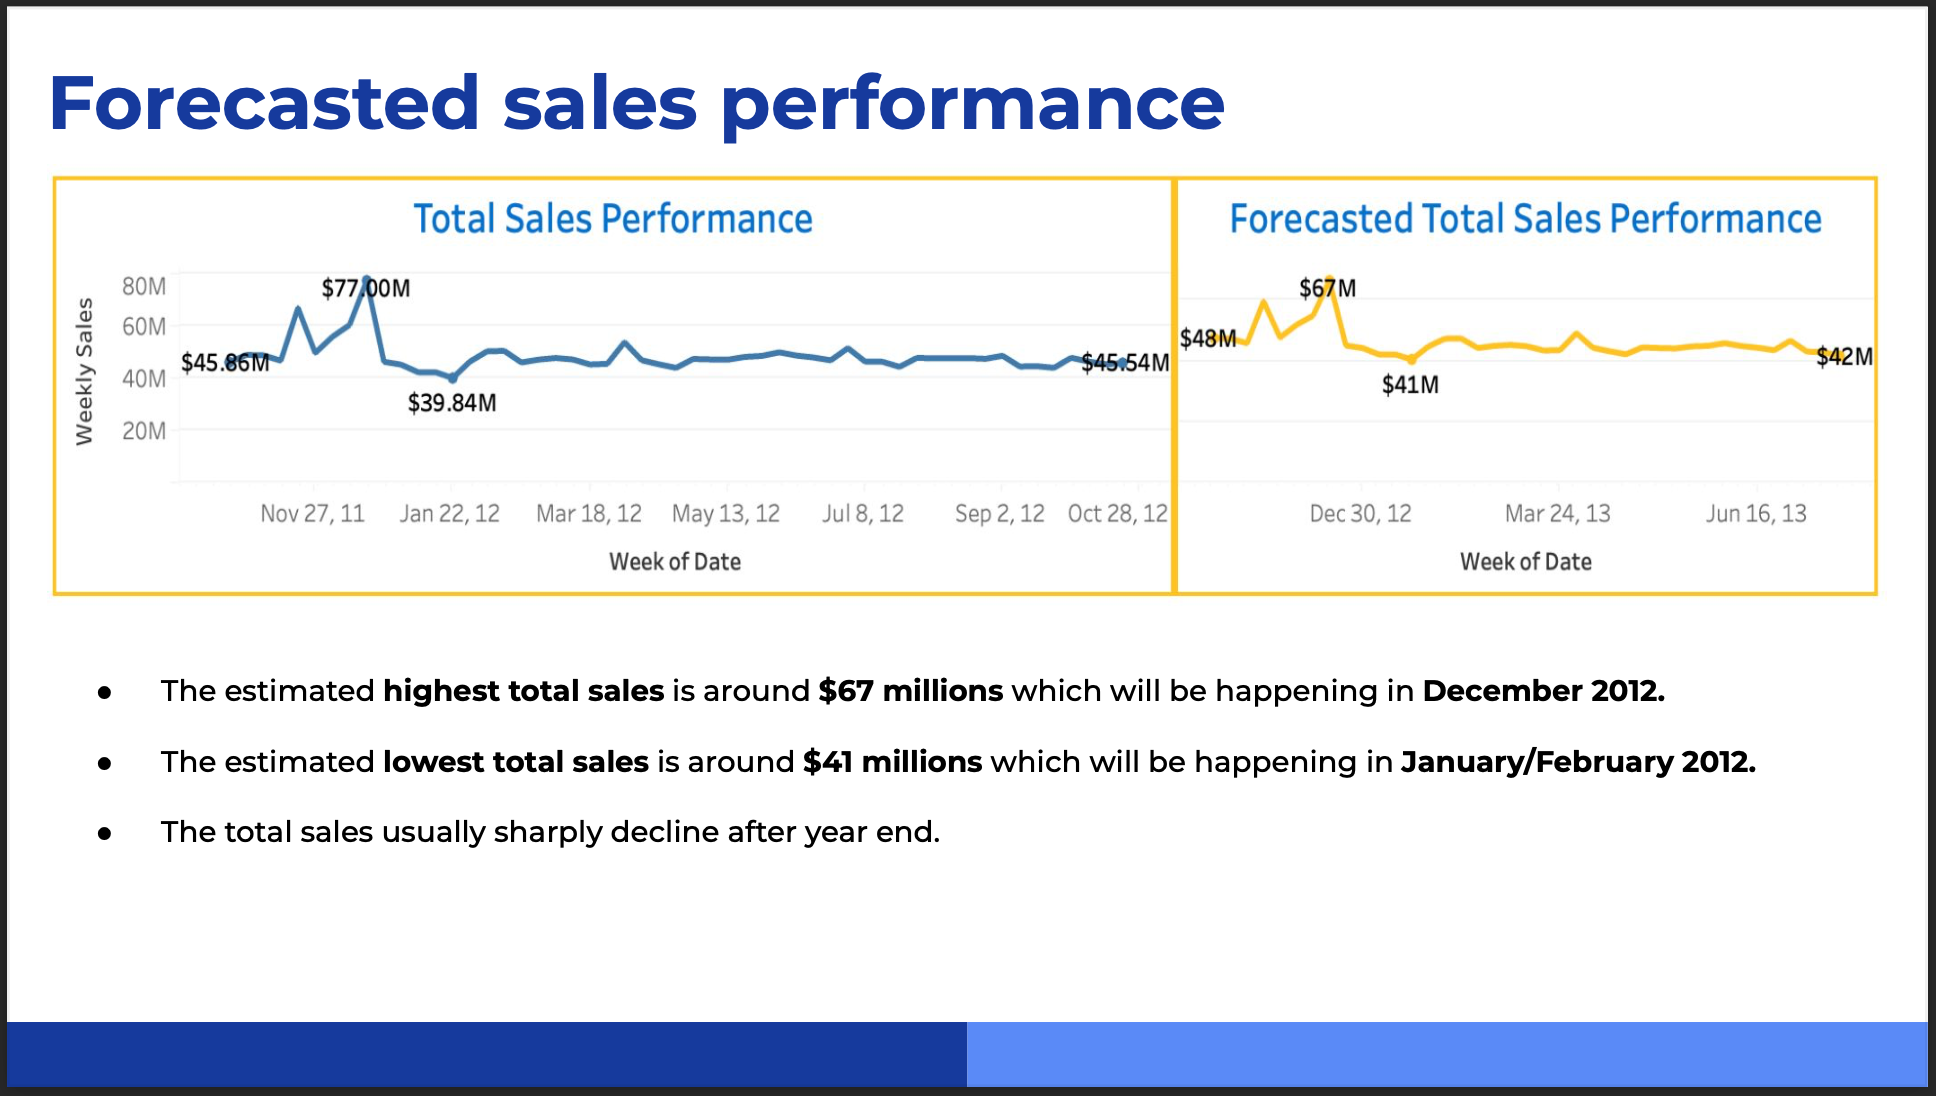 Forecasted sales performance
Total Sales Performance
Weekly Sales
80M
60M
40M
20M
$45.86M
$77.00M
$39.84M
$45.54M
Nov 27, 11 Jan 22, 12 Mar 18, 12 May 13, 12 Jul 8, 12 Sep 2, 12 Oct 28, 12
Week of Date
Forecasted Total Sales Performance
$48M
$67M
$41M
$42M
Dec 30, 12 Mar 24, 13 Jun 16, 13
Week of Date
● The estimated highest total sales is around $67 millions which will be happening in December 2012.
● The estimated lowest total sales is around $41 millions which will be happening in January/February 2012.
● The total sales usually sharply decline after year end.